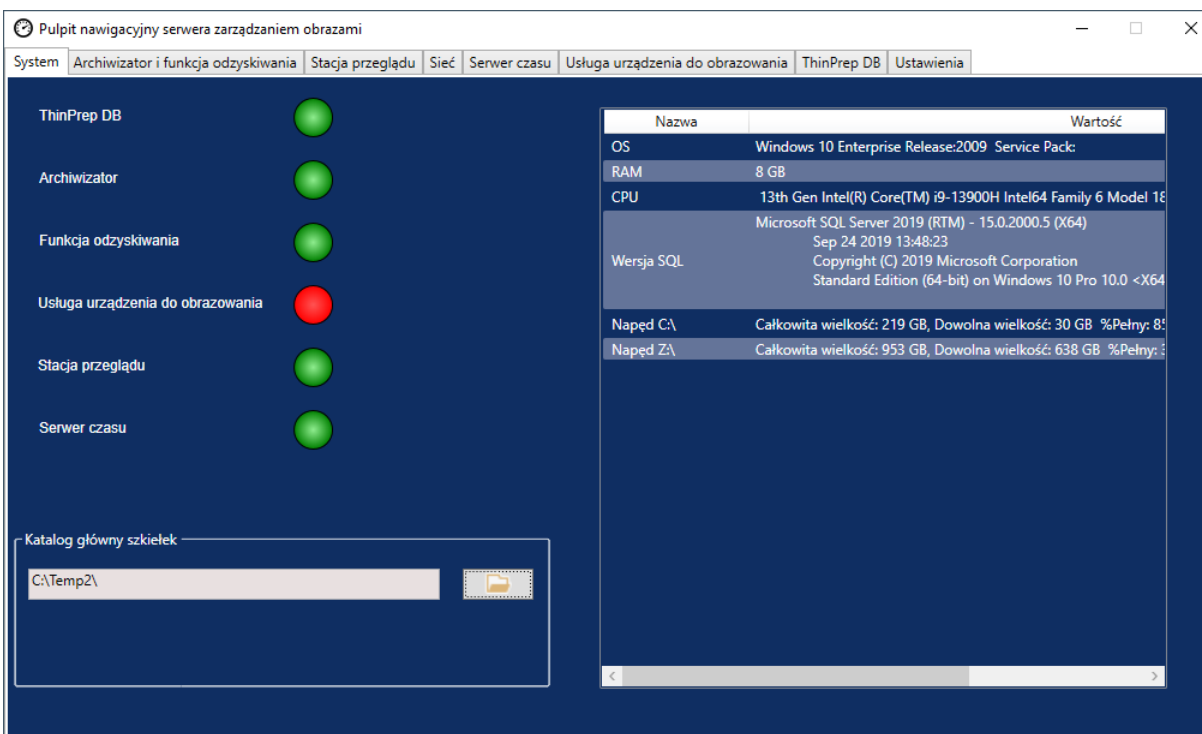 Pulpit nawigacyjny serwera zarządzaniem obrazami
System Archiwizator i funkcja odzyskiwania Stacja przeglądu Sieć Serwer czasu Usługa urządzenia do obrazowania ThinPrep DB Ustawienia
ThinPrep DB
Archiwizator
Funkcja odzyskiwania
Usługa urządzenia do obrazowania
Stacja przeglądu
Serwer czasu
Katalog główny szkiełek
C:\Temp2\
Nazwa Wartość
OS Windows 10 Enterprise Release:2009 Service Pack:
RAM 8 GB
CPU 13th Gen Intel(R) Core(TM) i9-13900H Intel64 Family 6 Model 18
Wersja SQL Microsoft SQL Server 2019 (RTM) - 15.0.2000.5 (X64)
Sep 24 2019 13:48:23
Copyright (C) 2019 Microsoft Corporation
Standard Edition (64-bit) on Windows 10 Pro 10.0 <X64
Napęd C:\ Całkowita wielkość: 219 GB, Dowolna wielkość: 30 GB %Pełny:
Napęd Z:\ Całkowita wielkość: 953 GB, Dowolna wielkość: 638 GB %Pełny: